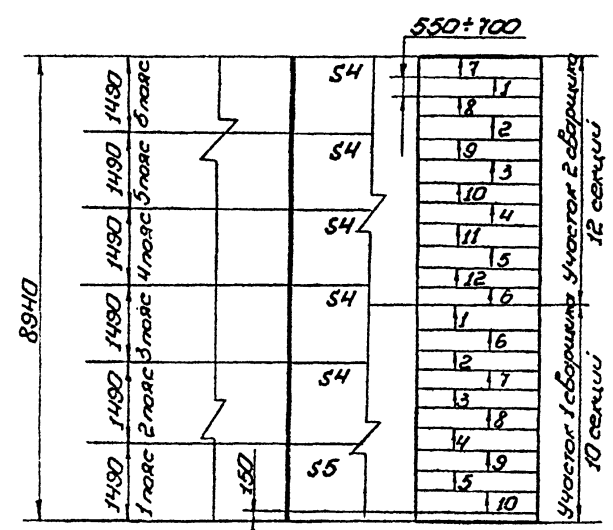 550÷700
8940
1490 6 пояс
1490 5 пояс
1490 4 пояс
1490 3 пояс
1490 2 пояс
1490 1 пояс
150
S4
S4
S4
S4
S4
S5
7
1
8
2
9
3
10
4
11
5
12
6
1
6
2
7
3
8
4
9
5
10
Участок 2 сварщика
12 секций
Участок 1 сварщика
10 секций